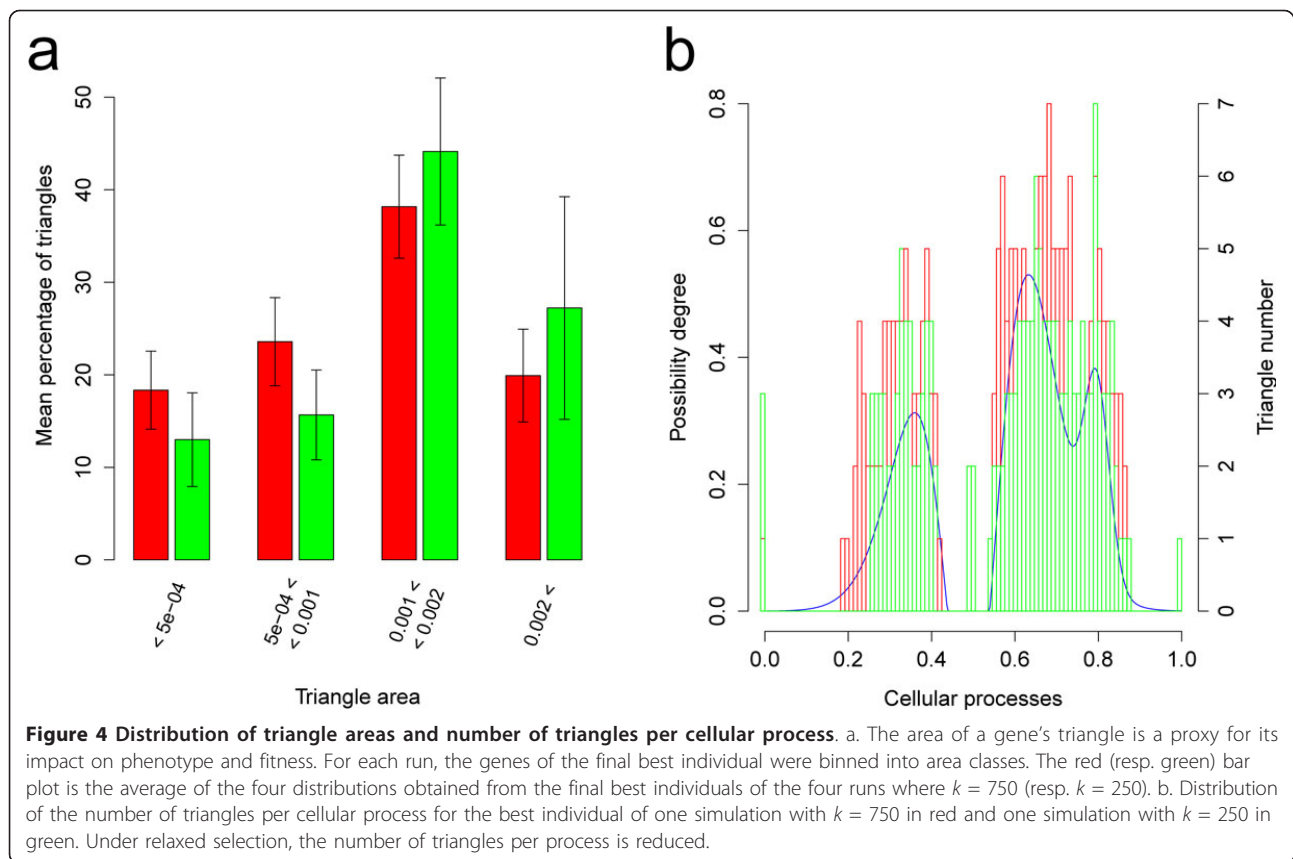 a
Mean percentage of triangles
50
40
30
20
10
0
< 5e-04
5e-04 <
< 0.001
0.001 <
< 0.002
0.002 <
Triangle area
b
Possibility degree
0.8
0.6
0.4
0.2
0.0
0.0 0.2 0.4 0.6 0.8 1.0
Cellular processes
7
6
5
4
3
2
1
0
Triangle number
Figure 4 Distribution of triangle areas and number of triangles per cellular process. a. The area of a gene's triangle is a proxy for its
impact on phenotype and fitness. For each run, the genes of the final best individual were binned into area classes. The red (resp. green) bar
plot is the average of the four distributions obtained from the final best individuals of the four runs where k = 750 (resp. k = 250). b. Distribution
of the number of triangles per cellular process for the best individual of one simulation with k = 750 in red and one simulation with k = 250 in
green. Under relaxed selection, the number of triangles per process is reduced.